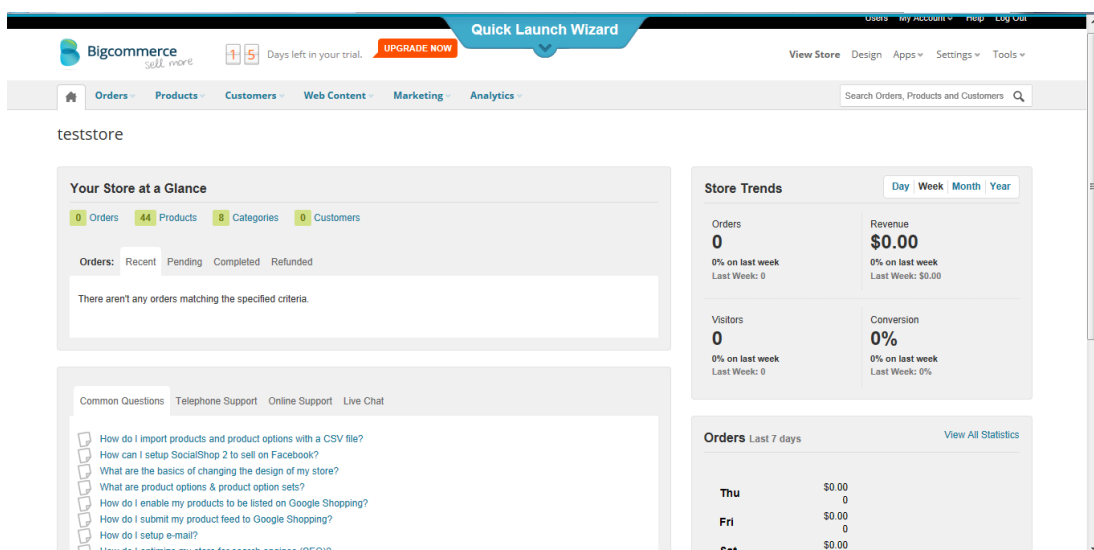 Users My Account Help Log Out
Quick Launch Wizard
Bigcommerce
sell more
1 5 Days left in your trial.
UPGRADE NOW
View Store Design Apps Settings Tools
Orders Products Customers Web Content Marketing Analytics
Search Orders, Products and Customers
teststore
Your Store at a Glance
0 Orders 44 Products 8 Categories 0 Customers
Orders: Recent Pending Completed Refunded
There aren't any orders matching the specified criteria.
Common Questions Telephone Support Online Support Live Chat
How do I import products and product options with a CSV file?
How can I setup SocialShop 2 to sell on Facebook?
What are the basics of changing the design of my store?
What are product options & product option sets?
How do I enable my products to be listed on Google Shopping?
How do I submit my product feed to Google Shopping?
How do I setup e-mail?
How do I optimize my store for search engines (SEO)?
Store Trends
Day Week Month Year
Orders
0
0% on last week
Last Week: 0
Revenue
$0.00
0% on last week
Last Week: $0.00
Visitors
0
0% on last week
Last Week: 0
Conversion
0%
0% on last week
Last Week: 0%
Orders Last 7 days
View All Statistics
Thu $0.00
0
Fri $0.00
0
Sat $0.00